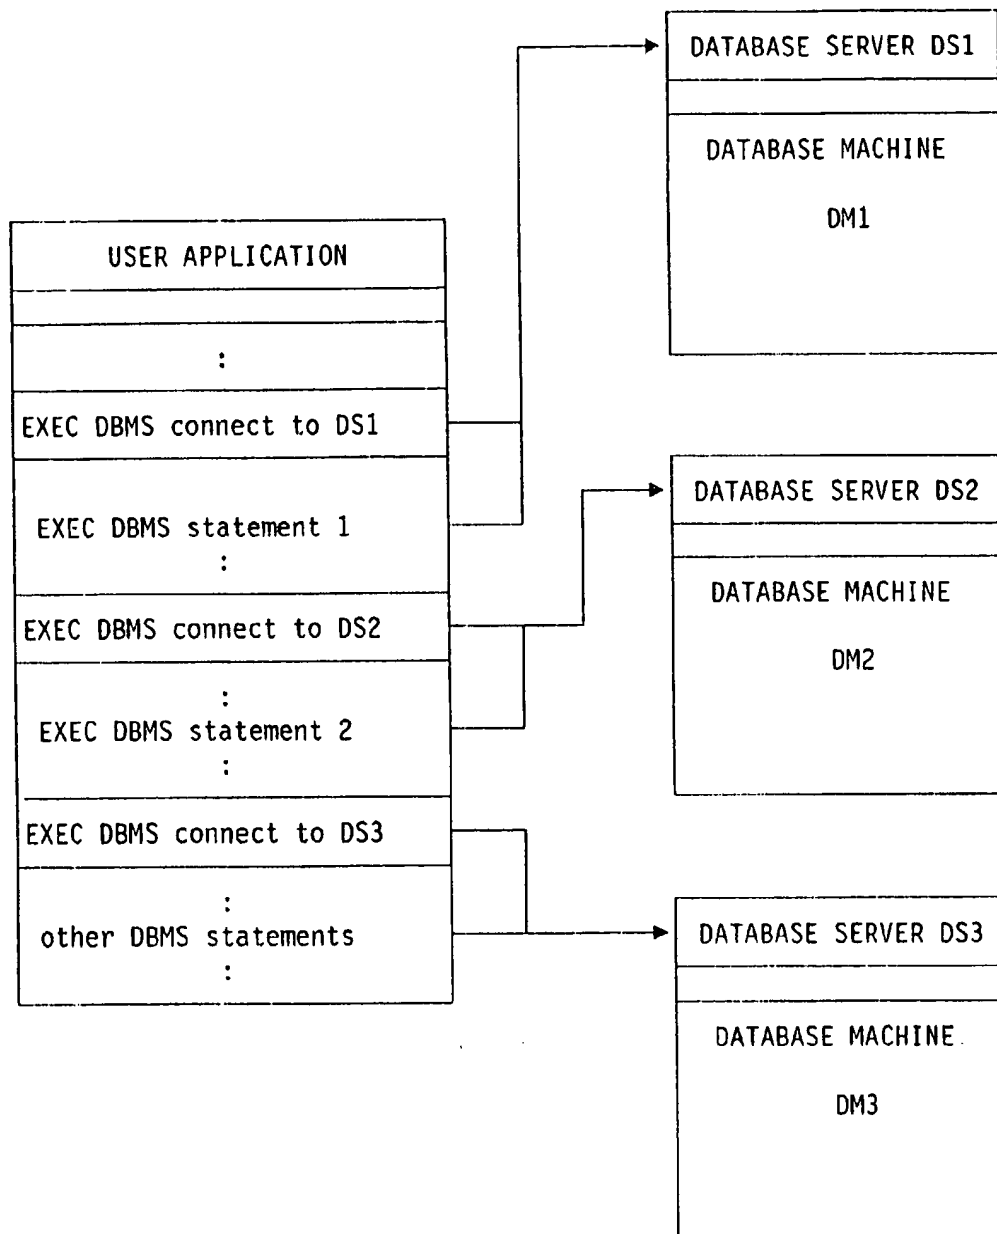 USER APPLICATION
:
EXEC DBMS connect to DS1
EXEC DBMS statement 1
:
EXEC DBMS connect to DS2
:
EXEC DBMS statement 2
:
EXEC DBMS connect to DS3
:
other DBMS statements
:
DATABASE SERVER DS1
DATABASE MACHINE
DM1
DATABASE SERVER DS2
DATABASE MACHINE
DM2
DATABASE SERVER DS3
DATABASE MACHINE
DM3